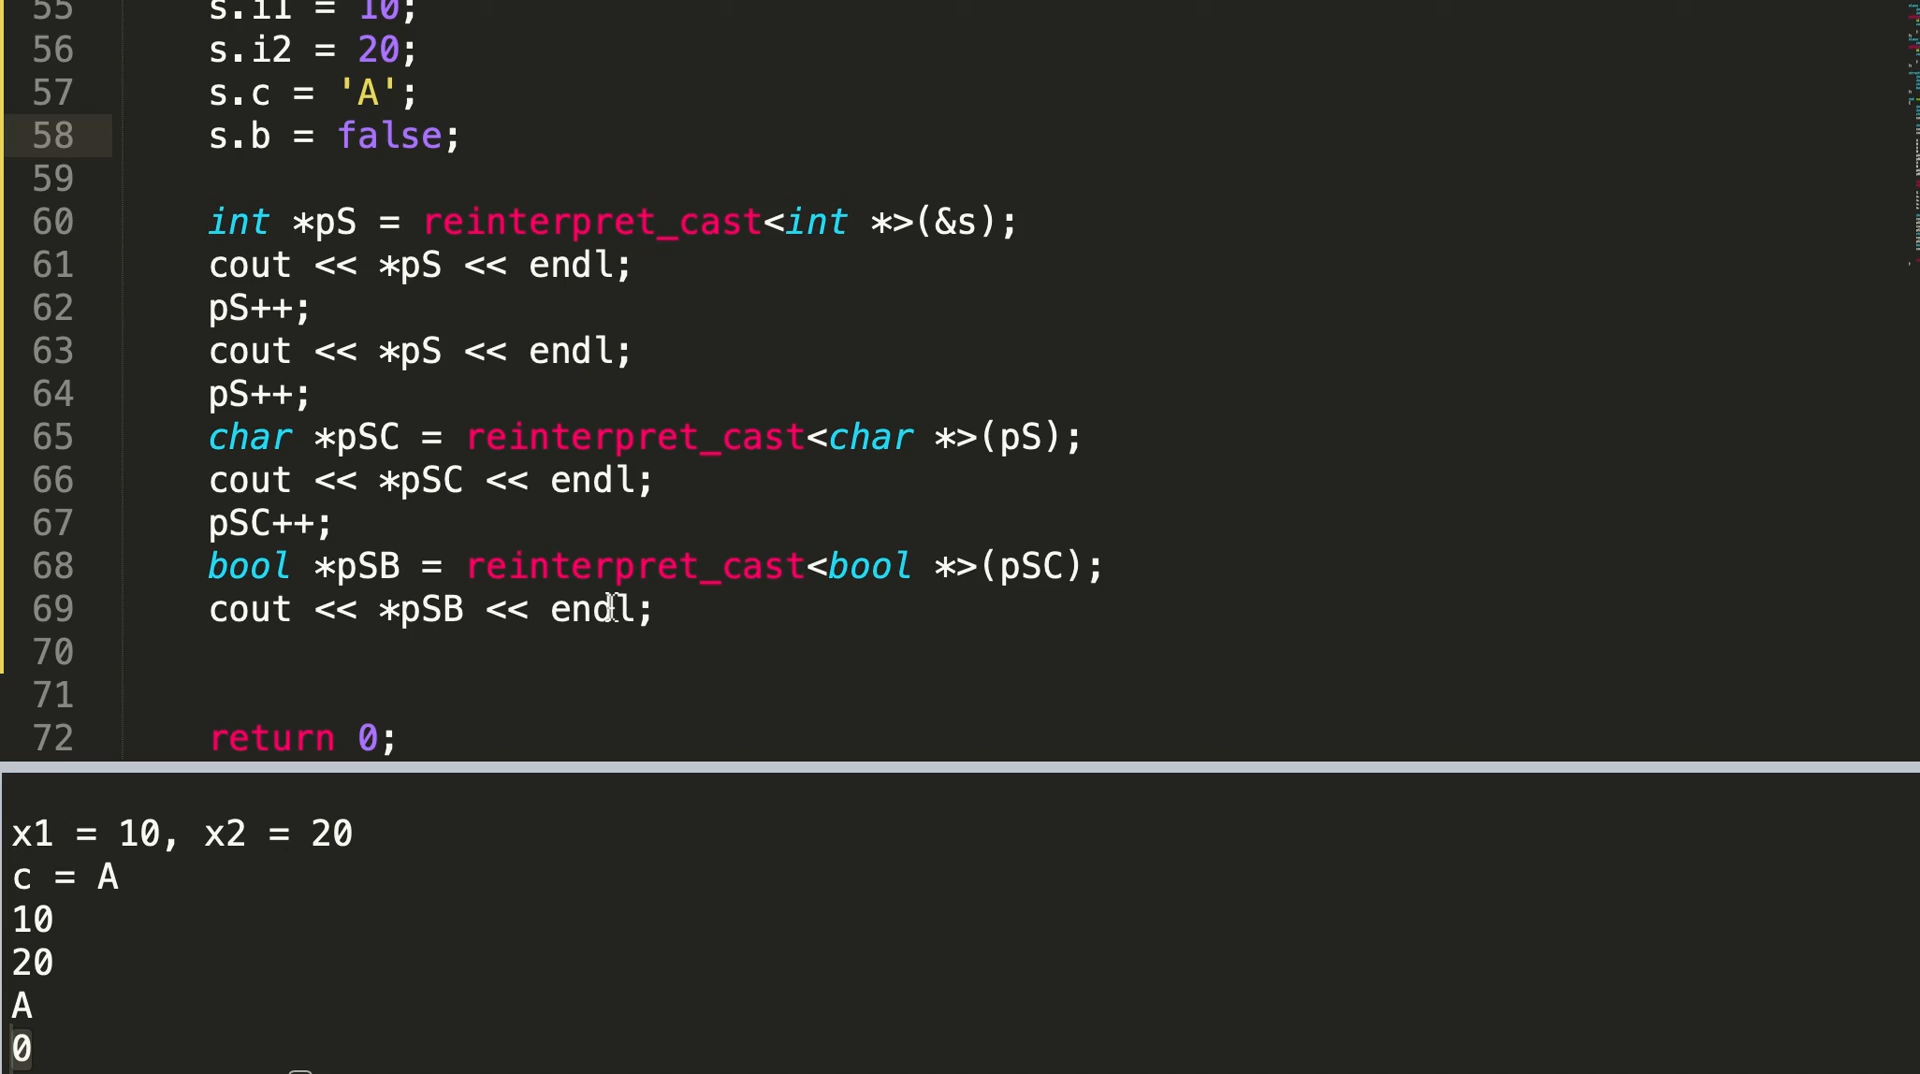 55 s.i1 = 10;
56 s.i2 = 20;
57 s.c = 'A';
58 s.b = false;
59
60 int *pS = reinterpret_cast<int *>(&s);
61 cout << *pS << endl;
62 pS++;
63 cout << *pS << endl;
64 pS++;
65 char *pSC = reinterpret_cast<char *>(pS);
66 cout << *pSC << endl;
67 pSC++;
68 bool *pSB = reinterpret_cast<bool *>(pSC);
69 cout << *pSB << endl;
70
71
72 return 0;
x1 = 10, x2 = 20
c = A
10
20
A
0